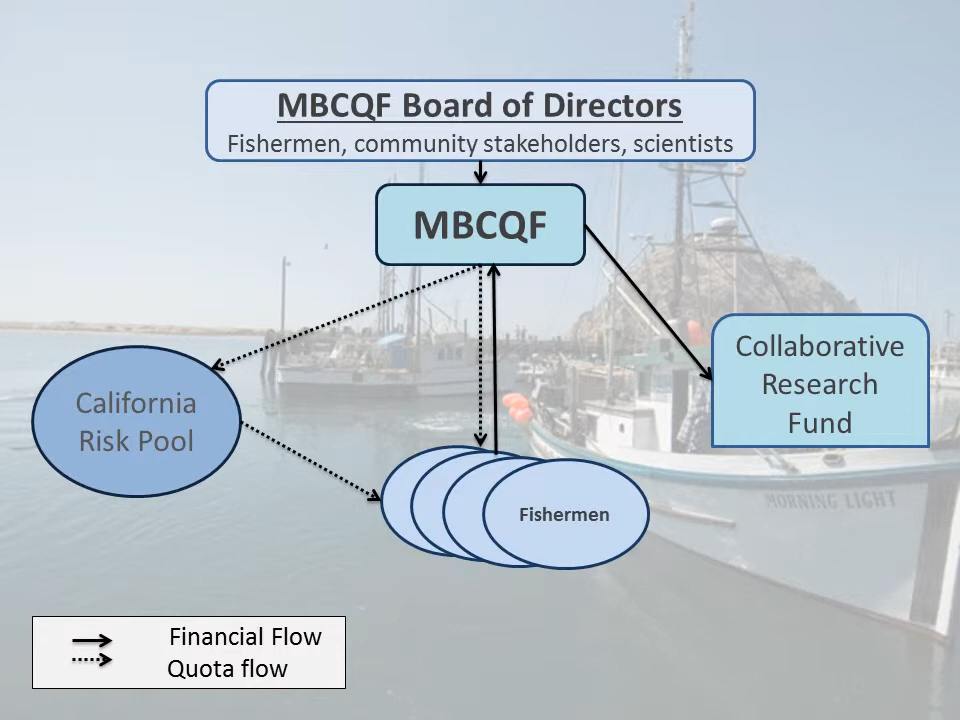 MBCQF Board of Directors
Fishermen, community stakeholders, scientists
MBCQF
Collaborative
Research
Fund
California
Risk Pool
MORNING LIGHT
Fishermen
Financial Flow
Quota flow